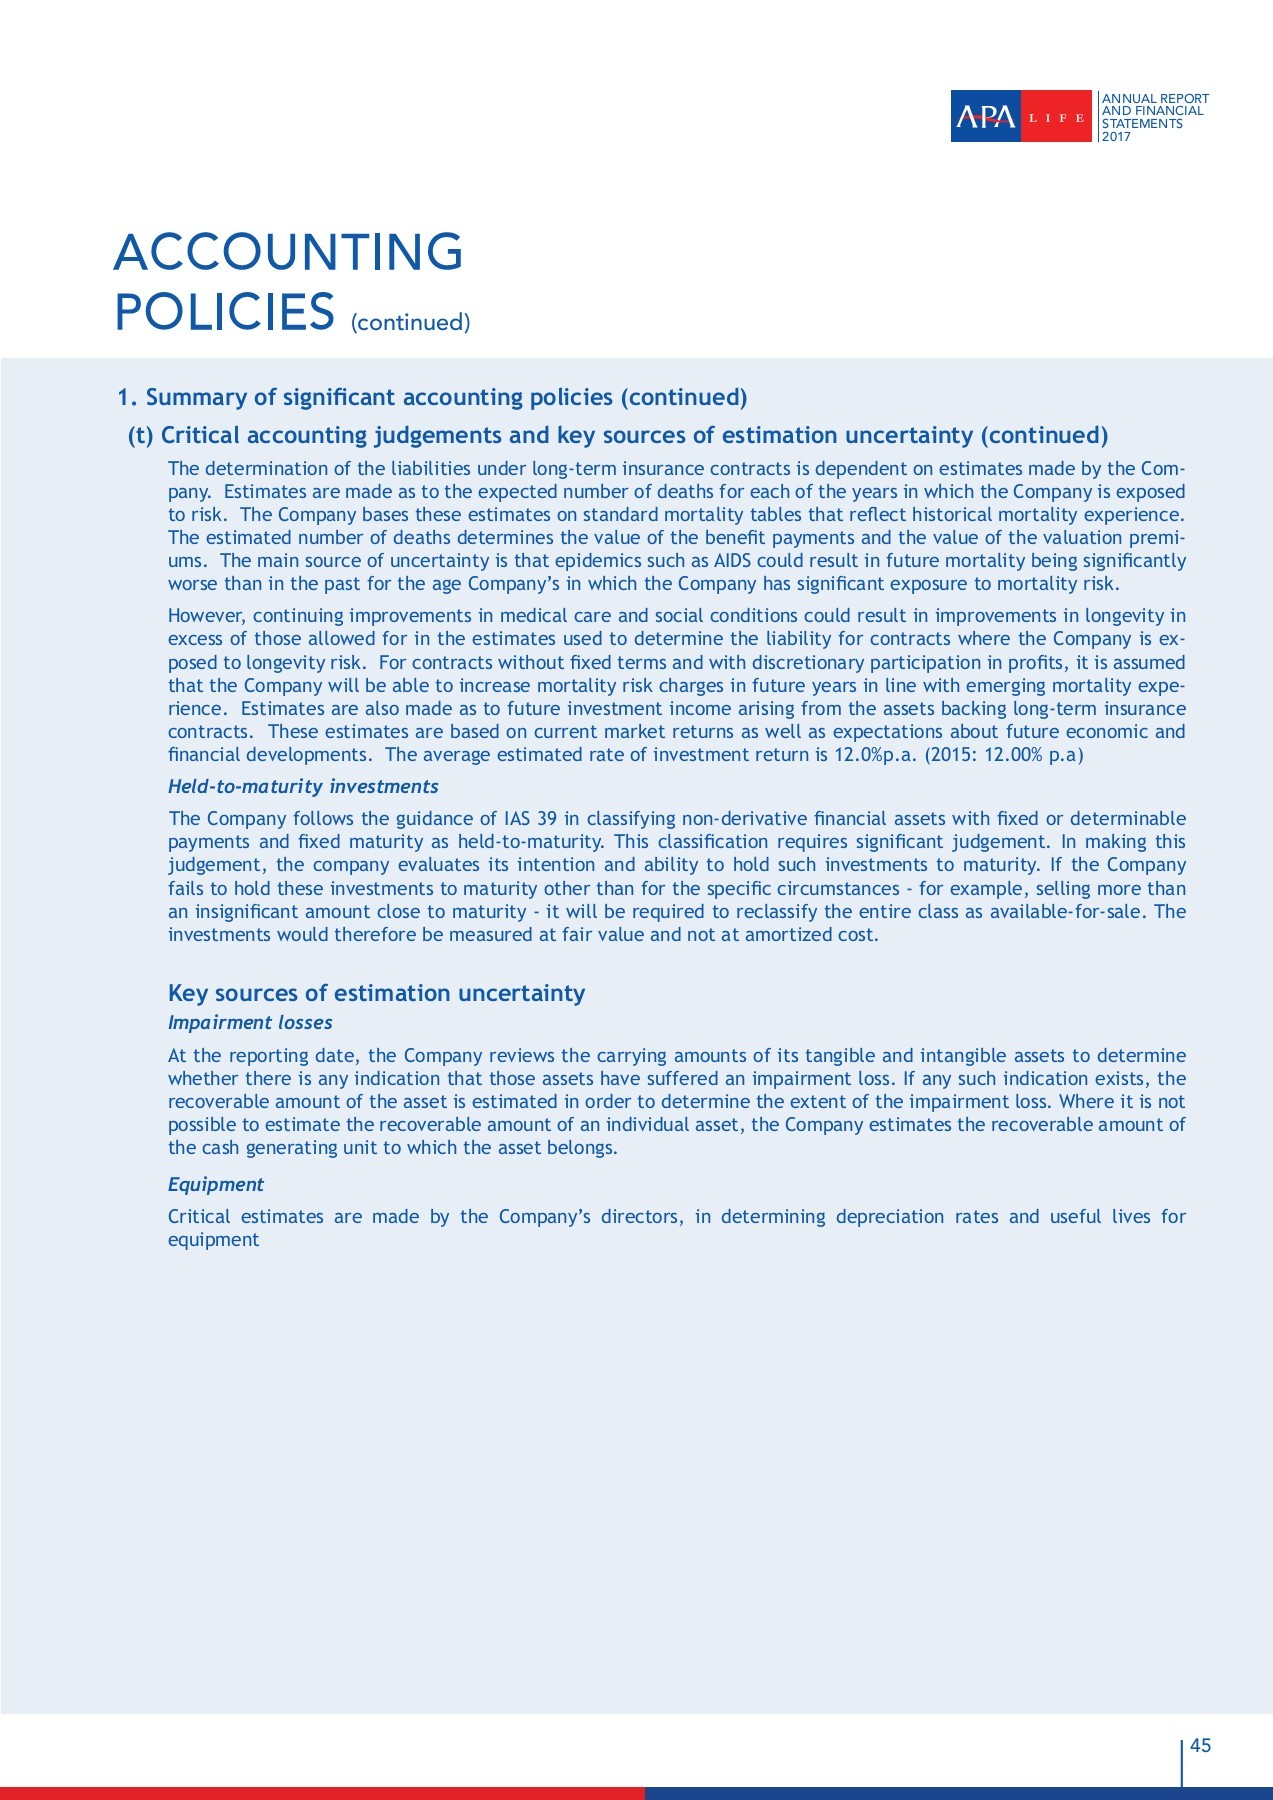 APA LIFE
ANNUAL REPORT
AND FINANCIAL
STATEMENTS
2017
ACCOUNTING
POLICIES (continued)
1. Summary of significant accounting policies (continued)
(t) Critical accounting judgements and key sources of estimation uncertainty (continued)
The determination of the liabilities under long-term insurance contracts is dependent on estimates made by the Com-
pany.  Estimates are made as to the expected number of deaths for each of the years in which the Company is exposed
to risk.  The Company bases these estimates on standard mortality tables that reflect historical mortality experience.
The estimated number of deaths determines the value of the benefit payments and the value of the valuation premi-
ums.  The main source of uncertainty is that epidemics such as AIDS could result in future mortality being significantly
worse than in the past for the age Company’s in which the Company has significant exposure to mortality risk.
However, continuing improvements in medical care and social conditions could result in improvements in longevity in
excess of those allowed for in the estimates used to determine the liability for contracts where the Company is ex-
posed to longevity risk.  For contracts without fixed terms and with discretionary participation in profits, it is assumed
that the Company will be able to increase mortality risk charges in future years in line with emerging mortality expe-
rience.  Estimates are also made as to future investment income arising from the assets backing long-term insurance
contracts.  These estimates are based on current market returns as well as expectations about future economic and
financial developments.  The average estimated rate of investment return is 12.0%p.a. (2015: 12.00% p.a)
Held-to-maturity investments
The Company follows the guidance of IAS 39 in classifying non-derivative financial assets with fixed or determinable
payments and fixed maturity as held-to-maturity. This classification requires significant judgement. In making this
judgement, the company evaluates its intention and ability to hold such investments to maturity. If the Company
fails to hold these investments to maturity other than for the specific circumstances - for example, selling more than
an insignificant amount close to maturity - it will be required to reclassify the entire class as available-for-sale. The
investments would therefore be measured at fair value and not at amortized cost.
Key sources of estimation uncertainty
Impairment losses
At the reporting date, the Company reviews the carrying amounts of its tangible and intangible assets to determine
whether there is any indication that those assets have suffered an impairment loss. If any such indication exists, the
recoverable amount of the asset is estimated in order to determine the extent of the impairment loss. Where it is not
possible to estimate the recoverable amount of an individual asset, the Company estimates the recoverable amount of
the cash generating unit to which the asset belongs.
Equipment
Critical estimates are made by the Company’s directors, in determining depreciation rates and useful lives for
equipment
45